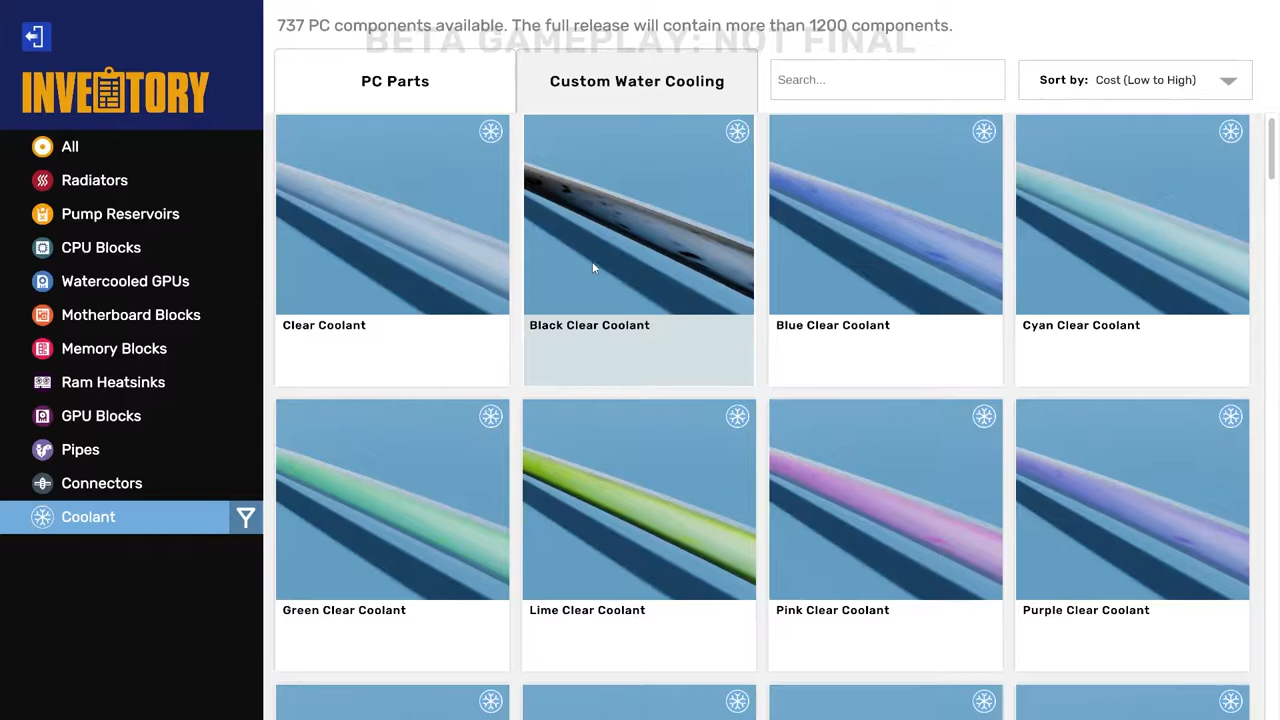 737 PC components available. The full release will contain more than 1200 components.
BETA GAMEPLAY: NOT FINAL
INVENTORY
PC Parts
Custom Water Cooling
Search...
Sort by: Cost (Low to High)
All
Radiators
Pump Reservoirs
CPU Blocks
Watercooled GPUs
Motherboard Blocks
Memory Blocks
Ram Heatsinks
GPU Blocks
Pipes
Connectors
Coolant
Clear Coolant
Black Clear Coolant
Blue Clear Coolant
Cyan Clear Coolant
Green Clear Coolant
Lime Clear Coolant
Pink Clear Coolant
Purple Clear Coolant